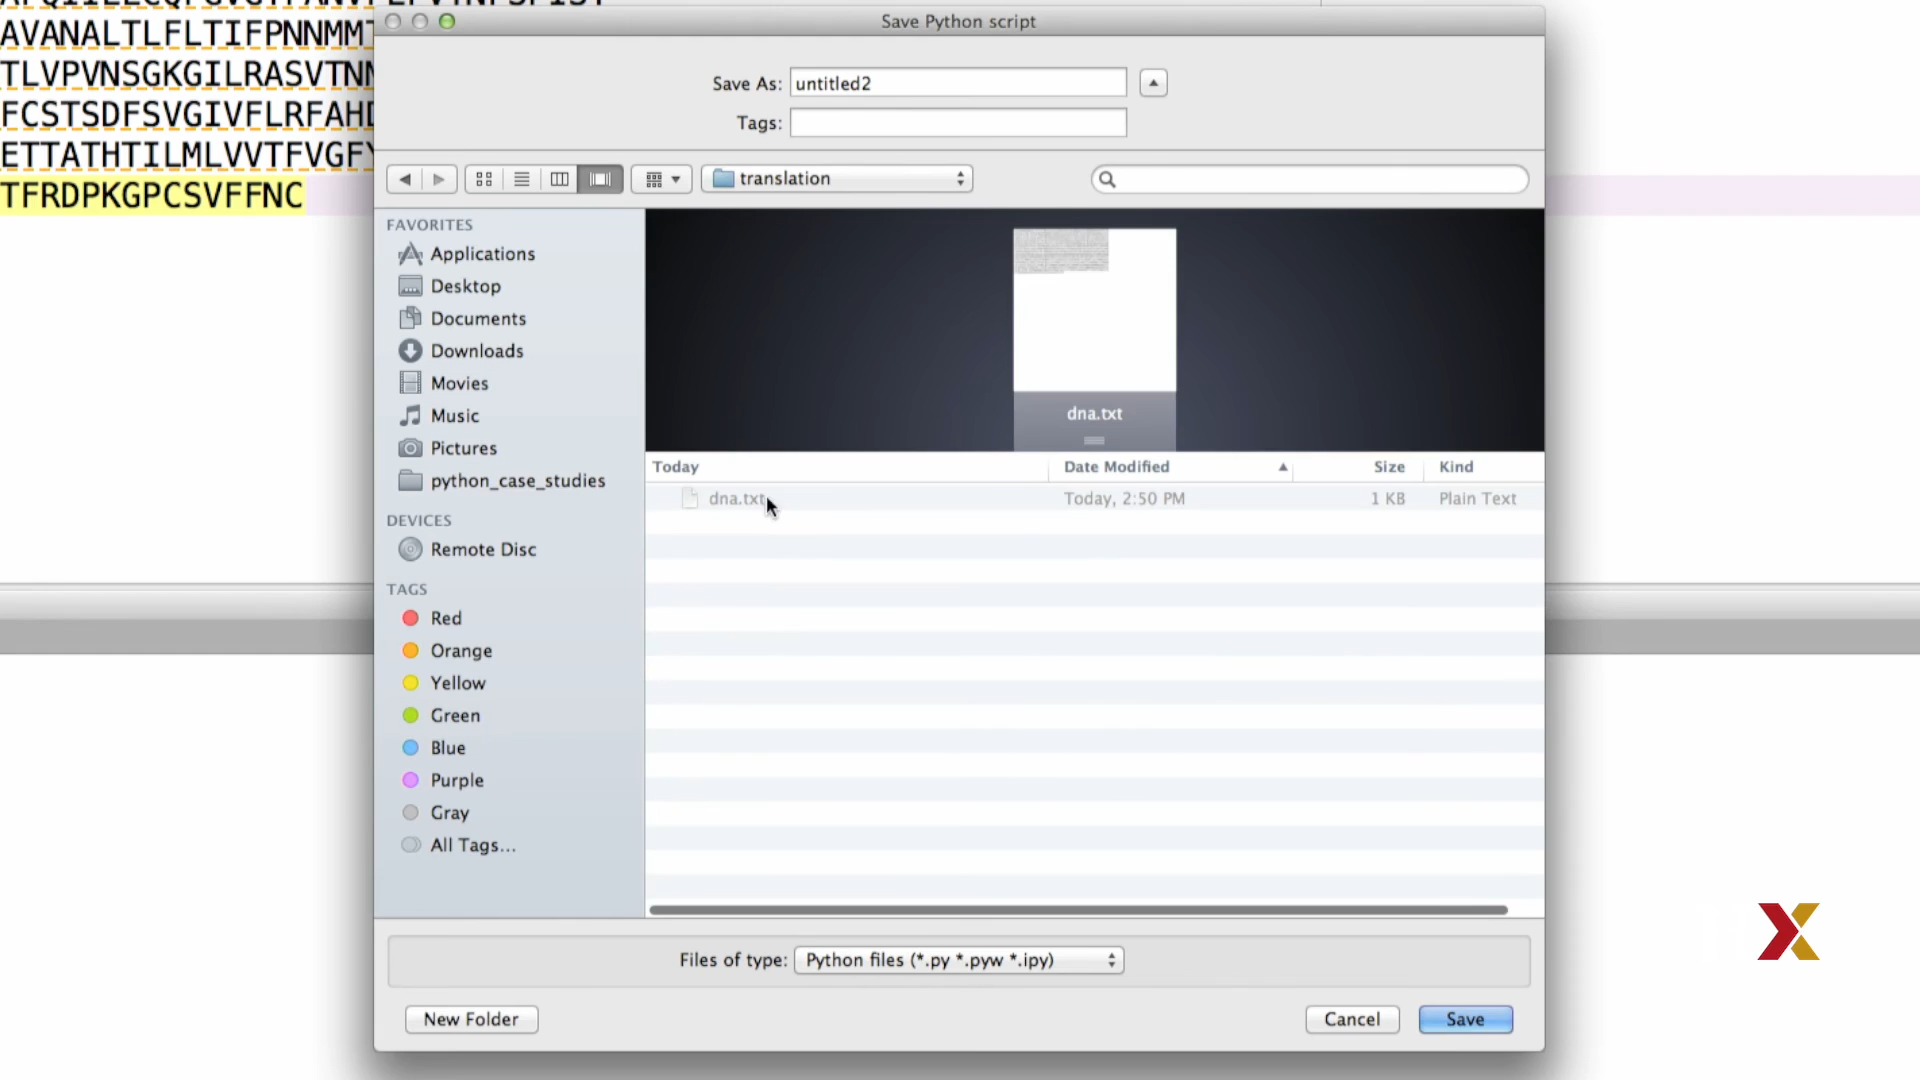 Save Python script
AVANALTLFLTIFPNNMM
TLVPVNSGKGILRASVTN
FCSTSDFSVGIVFLRFAH
ETTATHTILMLVVTFVGF
TFRDPKGPCSVFFNC
Save As: untitled2
Tags:
translation
FAVORITES
Applications
Desktop
Documents
Downloads
Movies
Music
Pictures
python_case_studies
DEVICES
Remote Disc
TAGS
Red
Orange
Yellow
Green
Blue
Purple
Gray
All Tags...
dna.txt
Today Date Modified Size Kind
dna.txt Today, 2:50 PM 1 KB Plain Text
Files of type: Python files (*.py *.pyw *.ipy)
New Folder Cancel Save
X